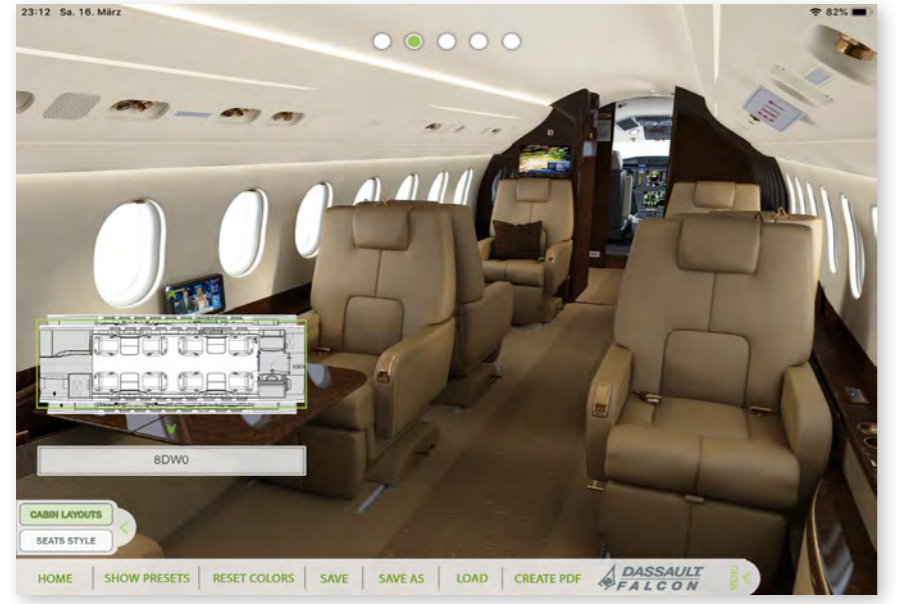 23:12 Sa. 16. März
82%
8DW0
CABIN LAYOUTS
SEATS STYLE
HOME
SHOW PRESETS
RESET COLORS
SAVE
SAVE AS
LOAD
CREATE PDF
DASSAULT
FALCON
MENU